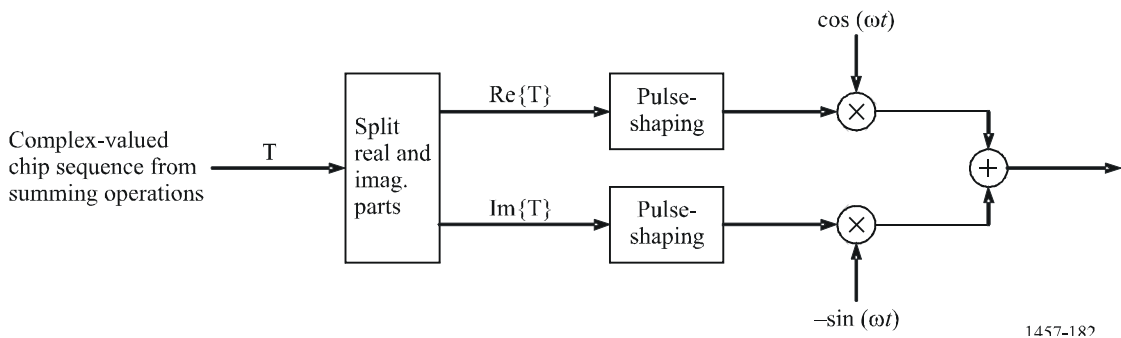 cos (ωt)
Complex-valued
chip sequence from
summing operations
T
Split
real and
imag.
parts
Re{T}
Pulse-
shaping
×
Im{T}
Pulse-
shaping
×
+
–sin (ωt)
1457-182